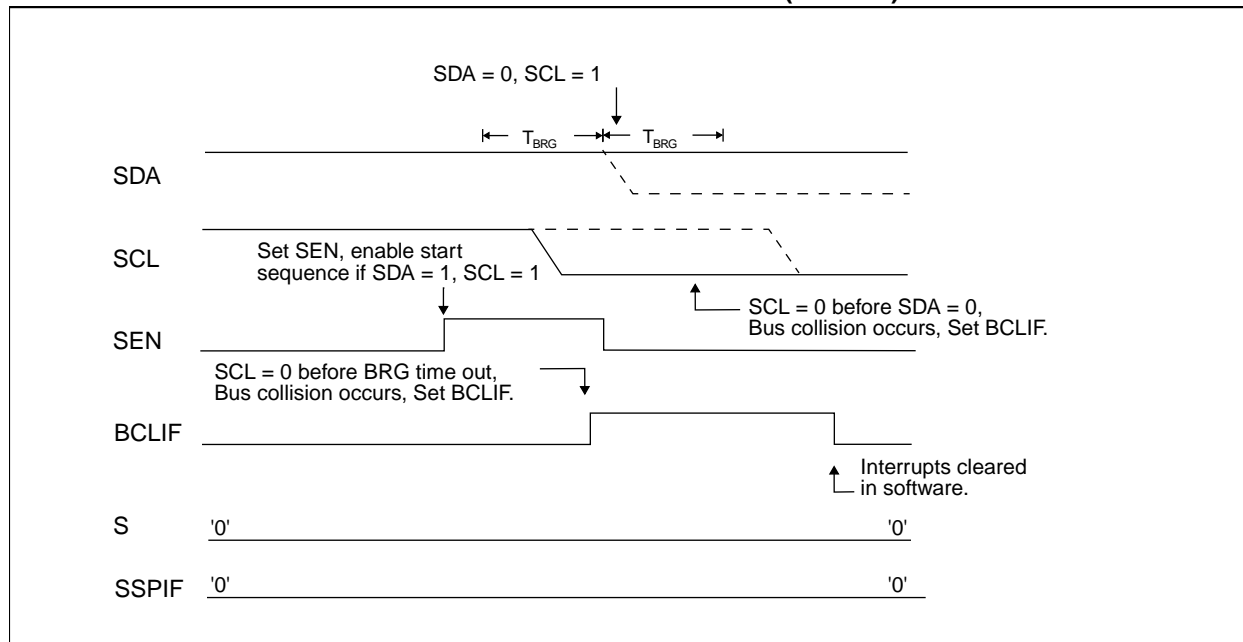 SDA = 0, SCL = 1
TBRG TBRG
SDA
SCL
Set SEN, enable start
sequence if SDA = 1, SCL = 1
SCL = 0 before SDA = 0,
Bus collision occurs, Set BCLIF.
SEN
SCL = 0 before BRG time out,
Bus collision occurs, Set BCLIF.
BCLIF
Interrupts cleared
in software.
S '0' '0'
SSPIF '0' '0'